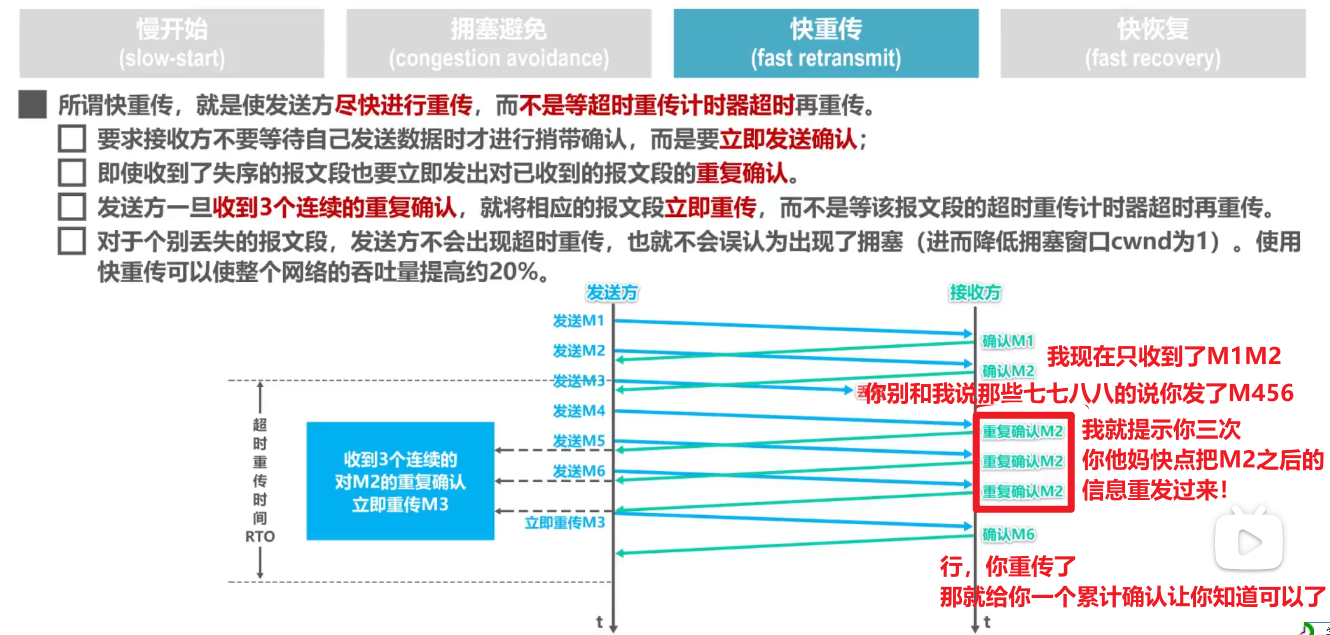 慢开始
(slow-start)
拥塞避免
(congestion avoidance)
快重传
(fast retransmit)
快恢复
(fast recovery)
所谓快重传，就是使发送方尽快进行重传，而不是等超时重传计时器超时再重传。
要求接收方不要等待自己发送数据时才进行捎带确认，而是要立即发送确认；
即使收到了失序的报文段也要立即发出对已收到的报文段的重复确认。
发送方一旦收到3个连续的重复确认，就将相应的报文段立即重传，而不是等该报文段的超时重传计时器超时再重传。
对于个别丢失的报文段，发送方不会出现超时重传，也就不会误认为出现了拥塞（进而降低拥塞窗口cwnd为1）。使用
快重传可以使整个网络的吞吐量提高约20%。
发送方
接收方
发送M1
确认M1
我现在只收到了M1M2
发送M2
确认M2
发送M3
你别和我说那些七七八八的说你发了M456
发送M4
重复确认M2
我就提示你三次
发送M5
重复确认M2
你他妈快点把M2之后的
发送M6
重复确认M2
信息重发过来！
超时重传时间
RTO
收到3个连续的
对M2的重复确认
立即重传M3
立即重传M3
确认M6
行，你重传了
那就给你一个累计确认让你知道可以了
t
t